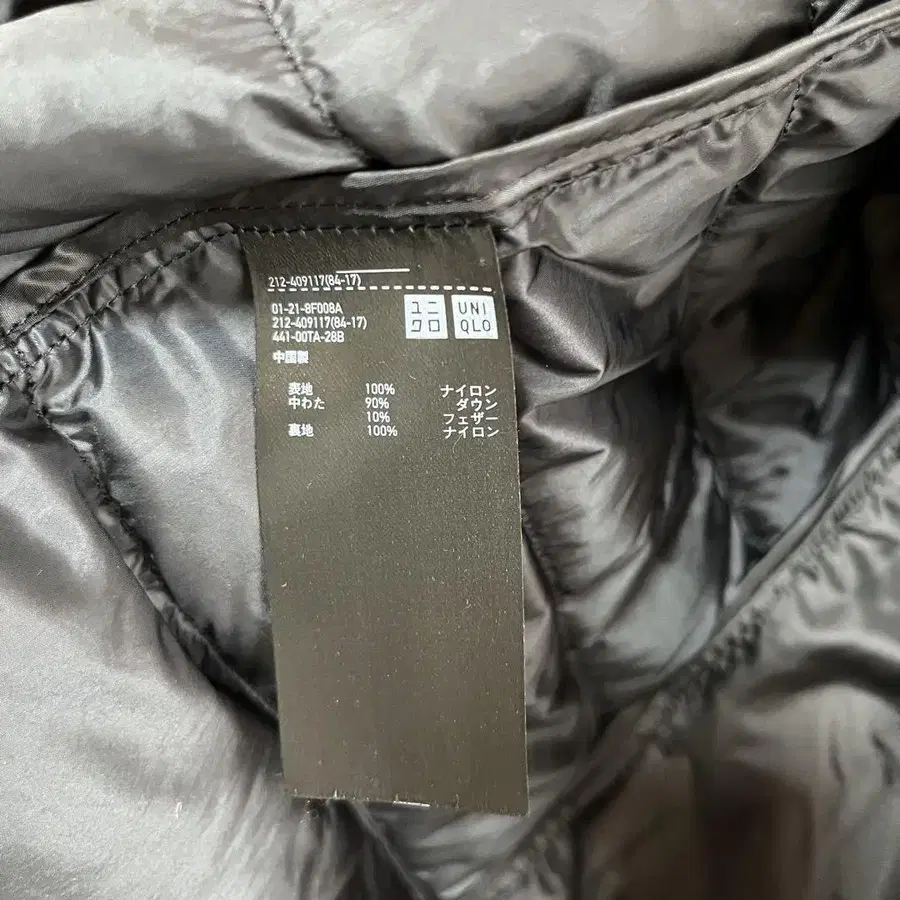 212-409117(84-17)
01-21-8F008A
212-409117(84-17)
441-00TA-28B
ユニ
クロ
UNI
QLO
中国製
表地 100% ナイロン
中わた 90% ダウン
10% フェザー
裏地 100% ナイロン